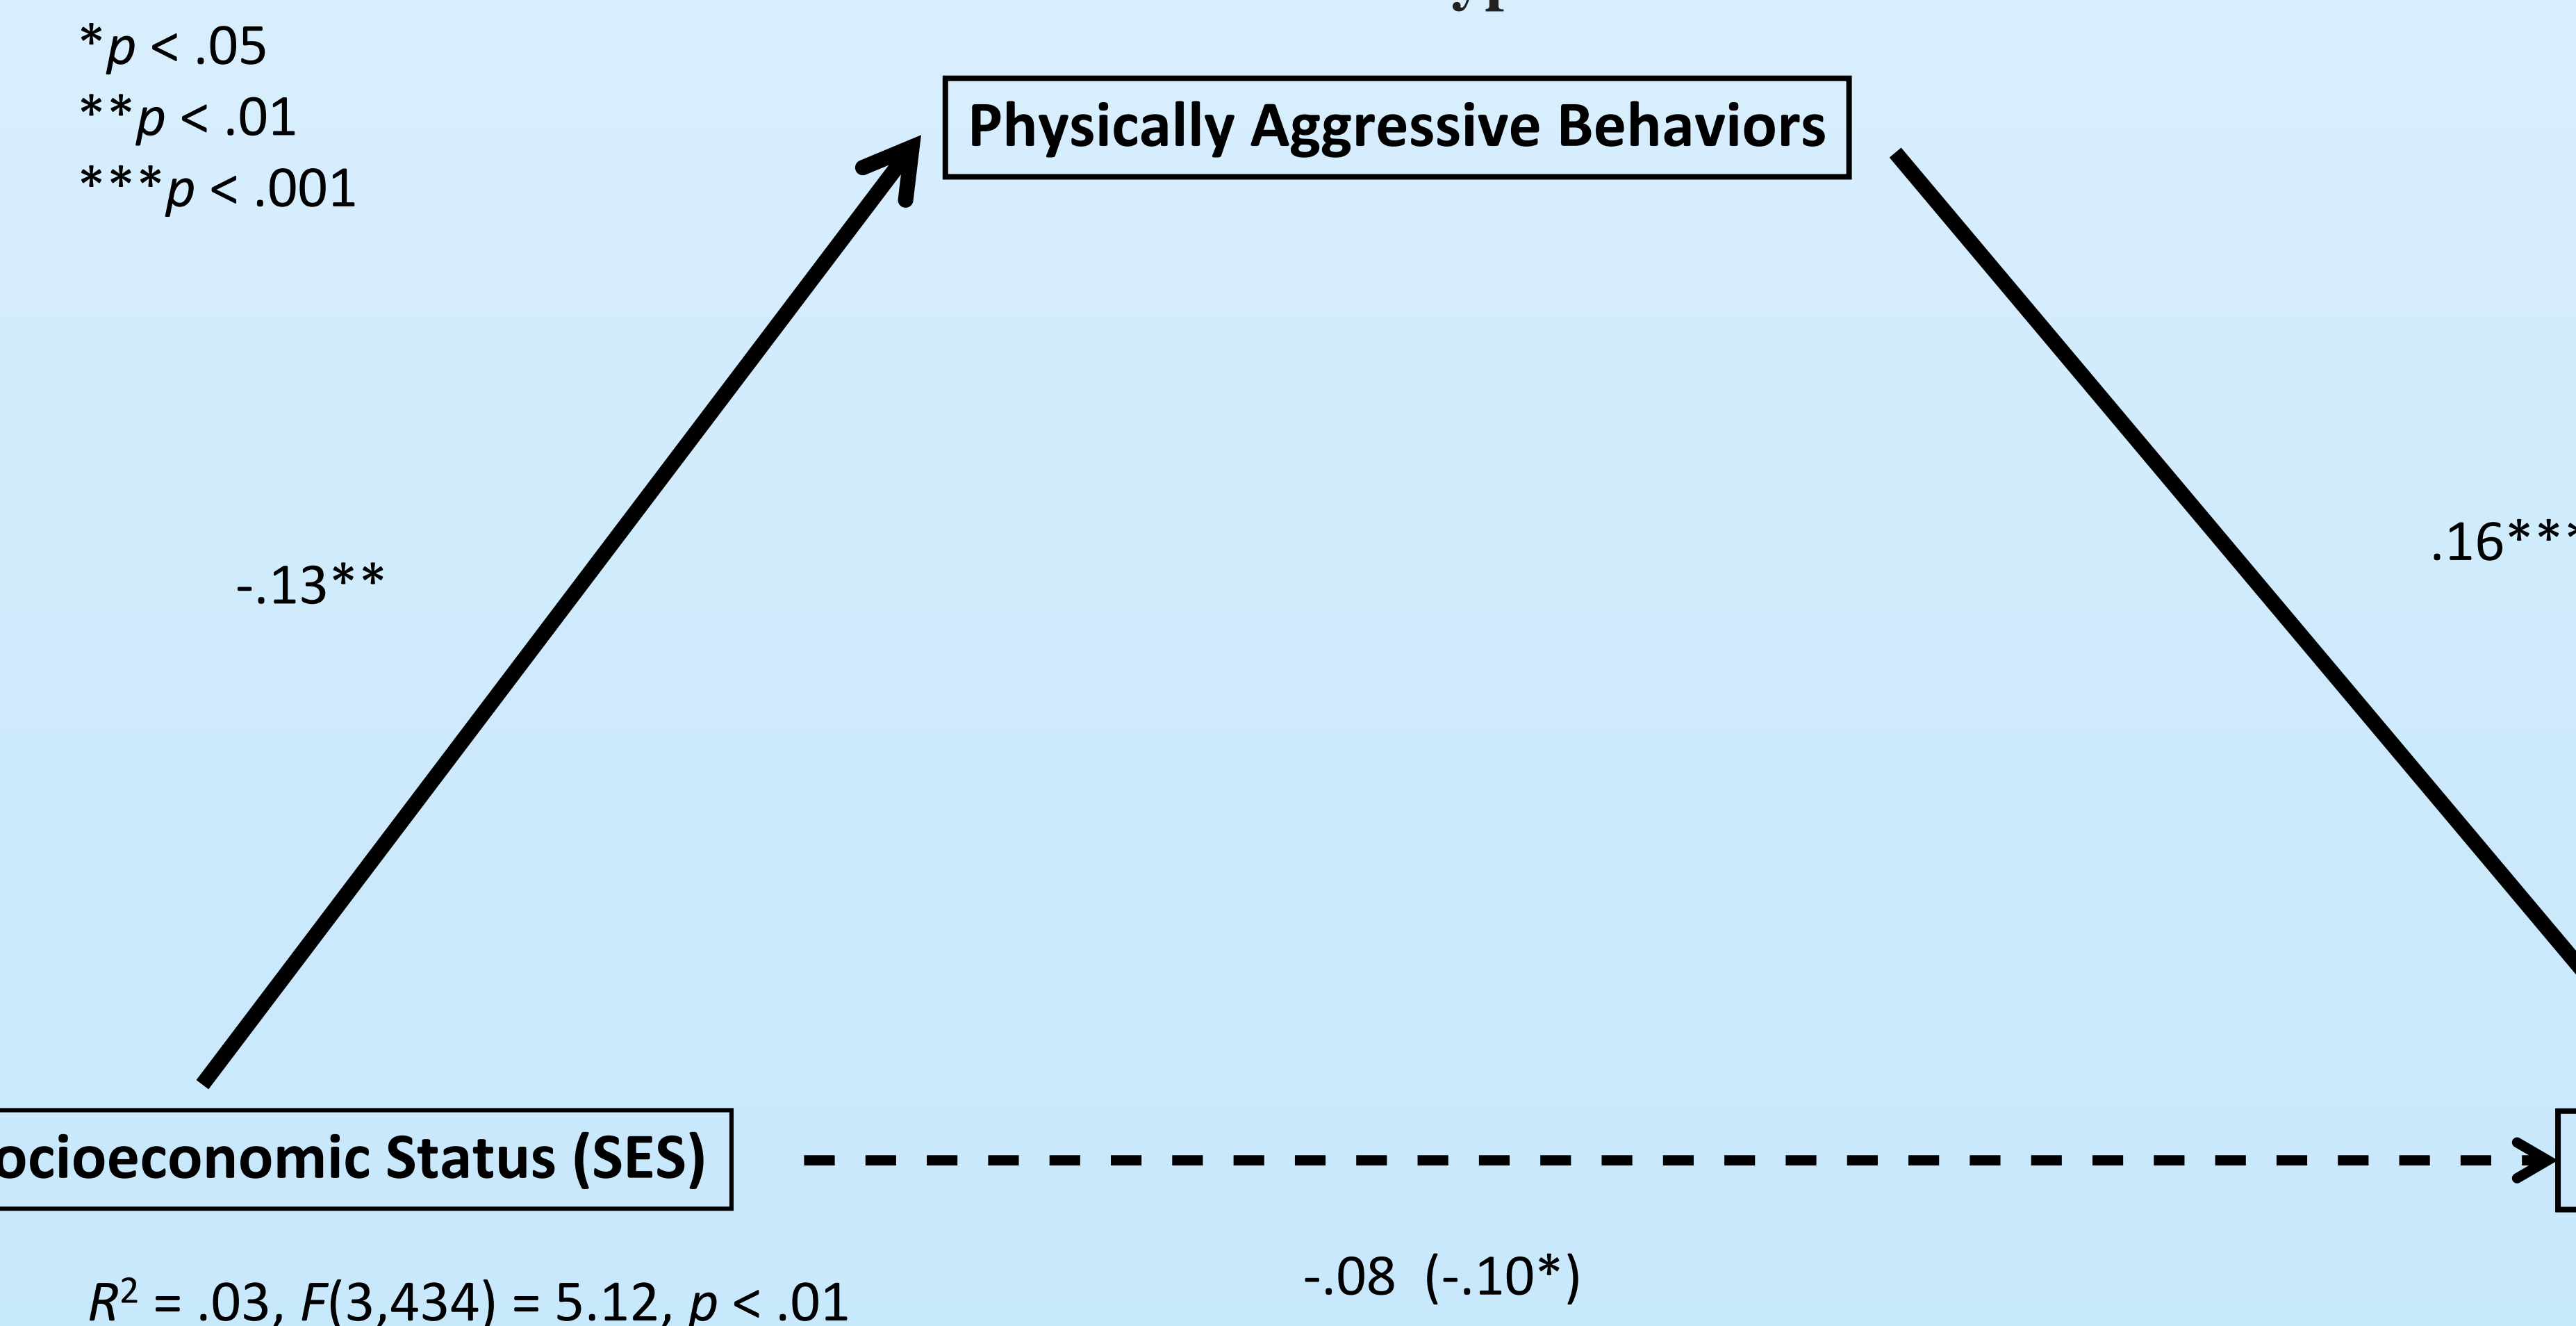 *p < .05
**p < .01
***p < .001
Physically Aggressive Behaviors
-.13**
.16***
ocioeconomic Status (SES)
-.08 (-.10*)
R² = .03, F(3,434) = 5.12, p < .01